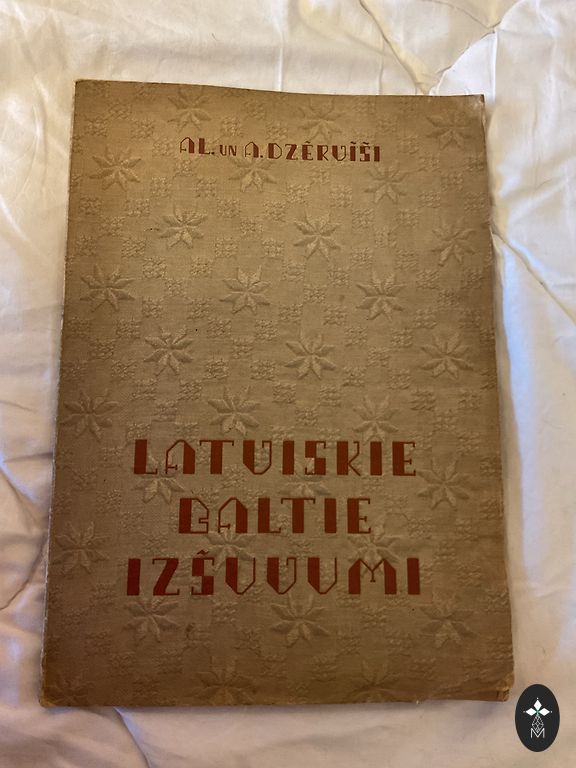 AL. UN A. DZĒRVĪŠI
LATVISKIE
BALTIE
IZŠUVUMI